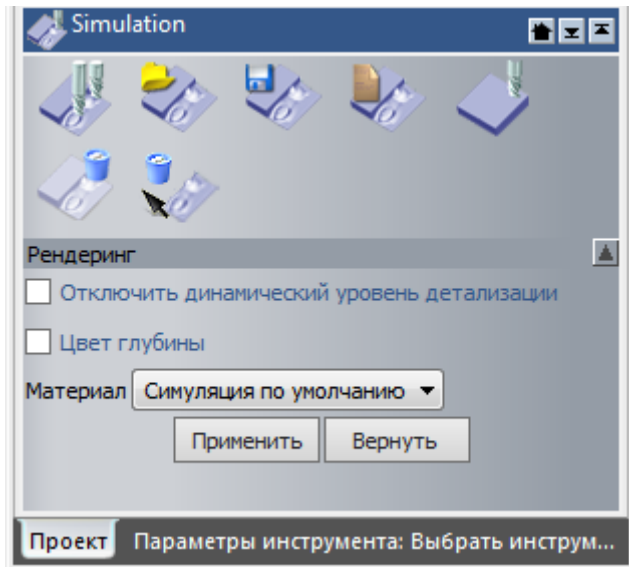 Simulation
Рендеринг
Отключить динамический уровень детализации
Цвет глубины
Материал Симуляция по умолчанию
Применить Вернуть
Проект Параметры инструмента: Выбрать инструм...